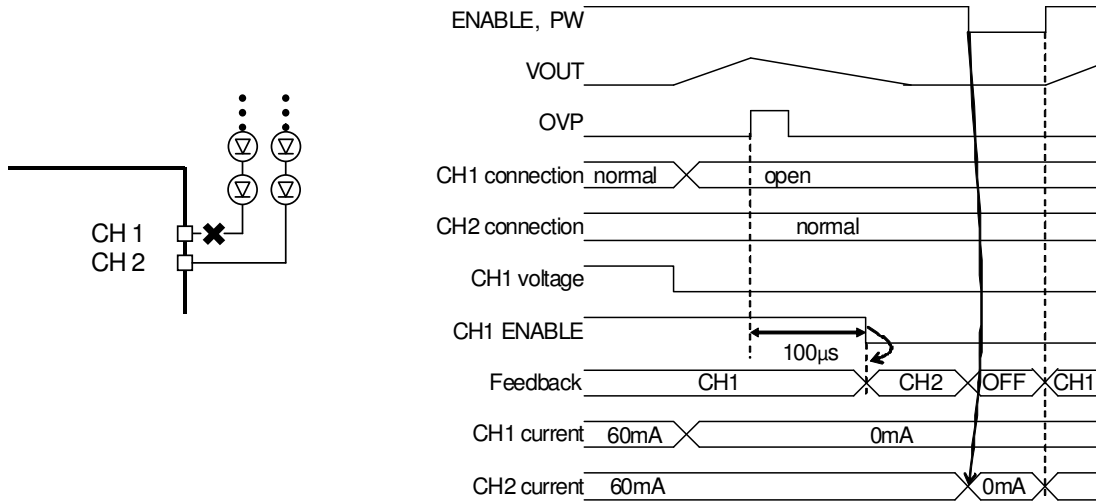 ENABLE, PW
VOUT
OVP
CH1 connection normal open
CH2 connection normal
CH1 voltage
CH1 ENABLE
100µs
Feedback CH1 CH2 OFF CH1
CH1 current 60mA 0mA
CH2 current 60mA 0mA
CH 1
CH 2